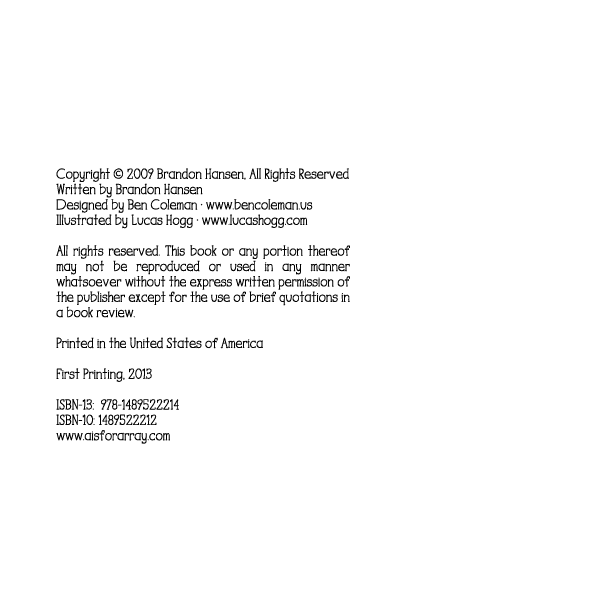 Copyright © 2009 Brandon Hansen, All Rights Reserved
Written by Brandon Hansen
Designed by Ben Coleman · www.bencoleman.us
Illustrated by Lucas Hogg · www.lucashogg.com
All rights reserved. This book or any portion thereof
may not be reproduced or used in any manner
whatsoever without the express written permission of
the publisher except for the use of brief quotations in
a book review.
Printed in the United States of America
First Printing, 2013
ISBN-13: 978-1489522214
ISBN-10: 1489522212
www.aisforarray.com